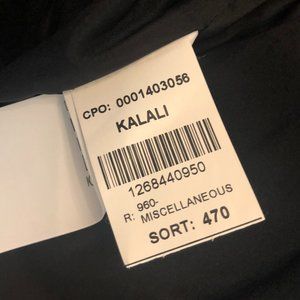 CPO: 0001403056
KALALI
1268440950
R: 960-
MISCELLANEOUS
SORT: 470
K